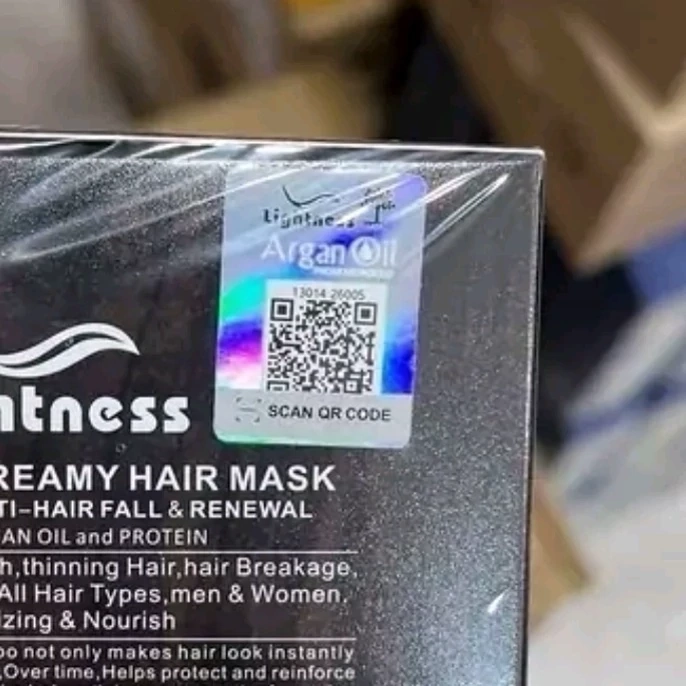 Lightness
Argan Oil
13014 26005
SCAN QR CODE
ntness
REAMY HAIR MASK
TI-HAIR FALL & RENEWAL
AN OIL and PROTEIN
h,thinning Hair,hair Breakage,
All Hair Types,men & Women.
izing & Nourish
oo not only makes hair look instantly
,Over time,Helps protect and reinforce